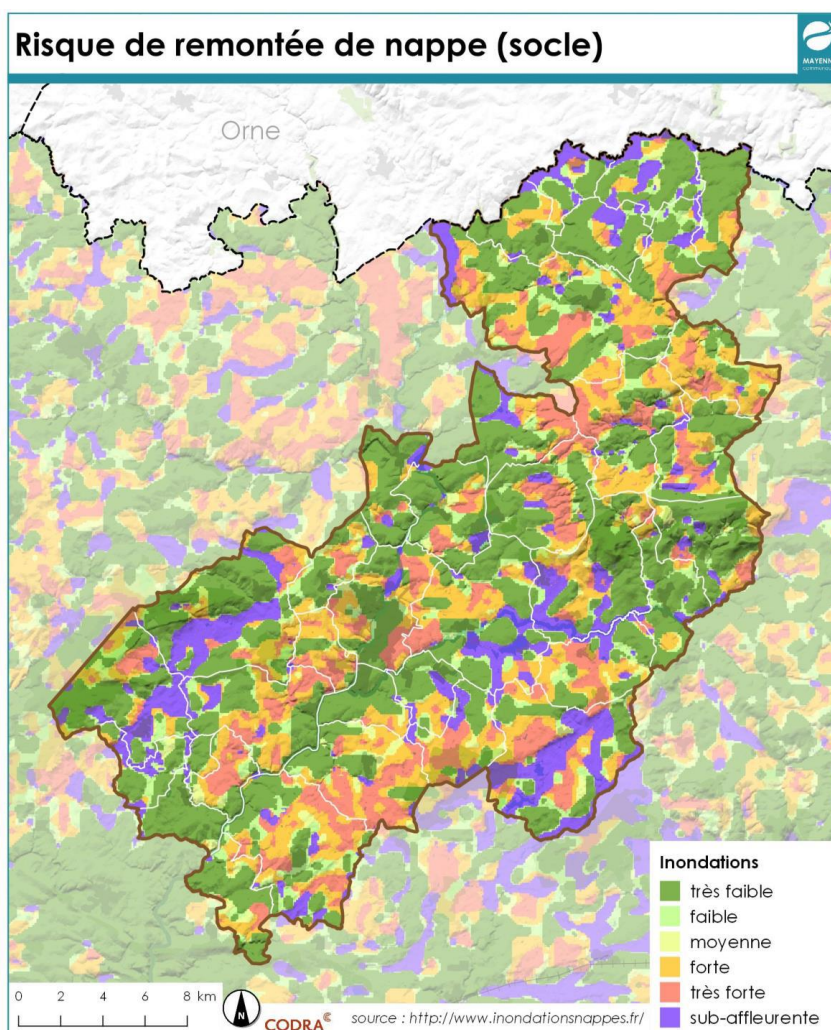 Risque de remontée de nappe (socle)
MAYENNE
Orne
Inondations
très faible
faible
moyenne
forte
très forte
sub-affleurente
0 2 4 6 8 km
N
CODRA
source : http://www.inondationsnappes.fr/